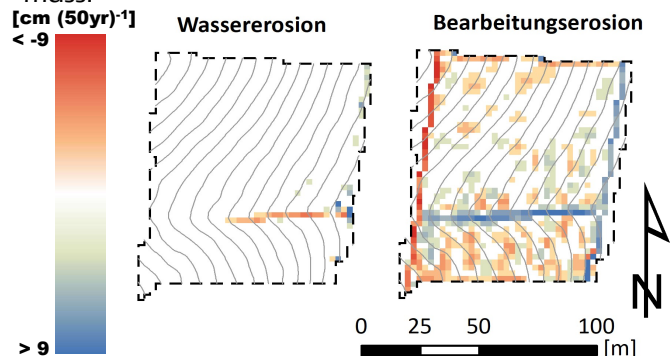 [cm (50yr)-1]
< -9
> 9
Wassererosion
Bearbeitungserosion
N
0 25 50 100
[m]